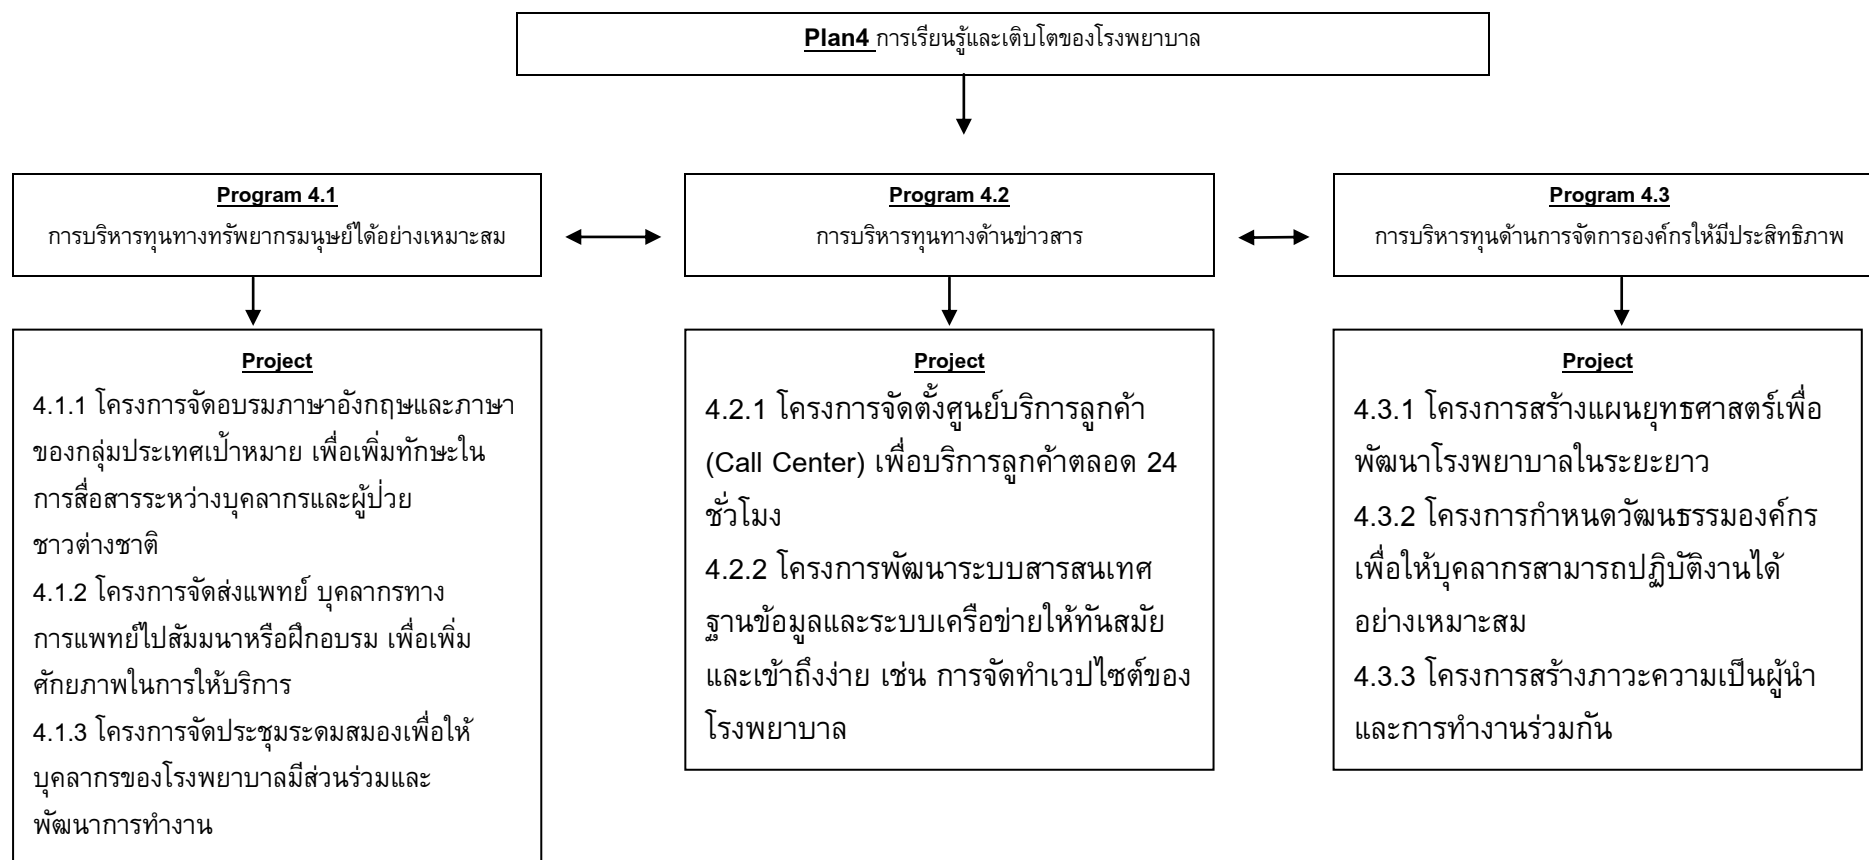 Plan4 การเรียนรู้และเติบโตของโรงพยาบาล
Program 4.1
การบริหารทุนทางทรัพยากรมนุษย์ได้อย่างเหมาะสม
Program 4.2
การบริหารทุนทางด้านข่าวสาร
Program 4.3
การบริหารทุนด้านการจัดการองค์กรให้มีประสิทธิภาพ
Project
4.1.1 โครงการจัดอบรมภาษาอังกฤษและภาษา
ของกลุ่มประเทศเป้าหมาย เพื่อเพิ่มทักษะใน
การสื่อสารระหว่างบุคลากรและผู้ป่วย
ชาวต่างชาติ
4.1.2 โครงการจัดส่งแพทย์ บุคลากรทาง
การแพทย์ไปสัมมนาหรือฝึกอบรม เพื่อเพิ่ม
ศักยภาพในการให้บริการ
4.1.3 โครงการจัดประชุมระดมสมองเพื่อให้
บุคลากรของโรงพยาบาลมีส่วนร่วมและ
พัฒนาการทำงาน
Project
4.2.1 โครงการจัดตั้งศูนย์บริการลูกค้า
(Call Center) เพื่อบริการลูกค้าตลอด 24
ชั่วโมง
4.2.2 โครงการพัฒนาระบบสารสนเทศ
ฐานข้อมูลและระบบเครือข่ายให้ทันสมัย
และเข้าถึงง่าย เช่น การจัดทำเวปไซต์ของ
โรงพยาบาล
Project
4.3.1 โครงการสร้างแผนยุทธศาสตร์เพื่อ
พัฒนาโรงพยาบาลในระยะยาว
4.3.2 โครงการกำหนดวัฒนธรรมองค์กร
เพื่อให้บุคลากรสามารถปฏิบัติงานได้
อย่างเหมาะสม
4.3.3 โครงการสร้างภาวะความเป็นผู้นำ
และการทำงานร่วมกัน